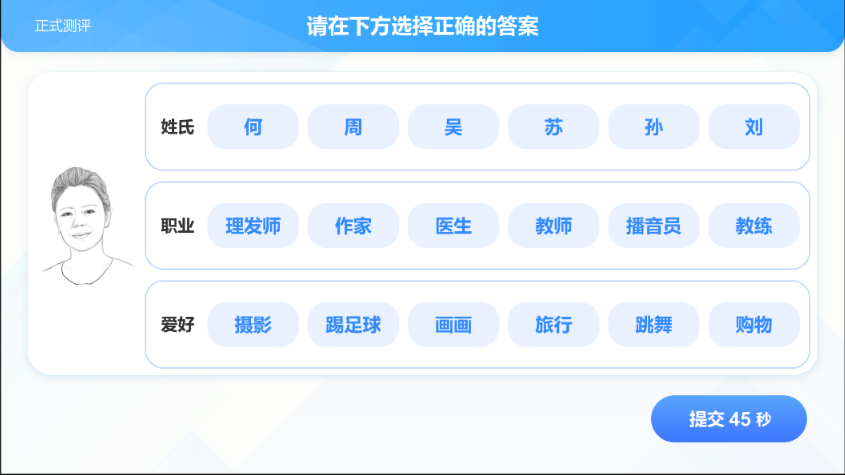 正式测评
请在下方选择正确的答案
姓氏 何 周 吴 苏 孙 刘
职业 理发师 作家 医生 教师 播音员 教练
爱好 摄影 踢足球 画画 旅行 跳舞 购物
提交 45 秒